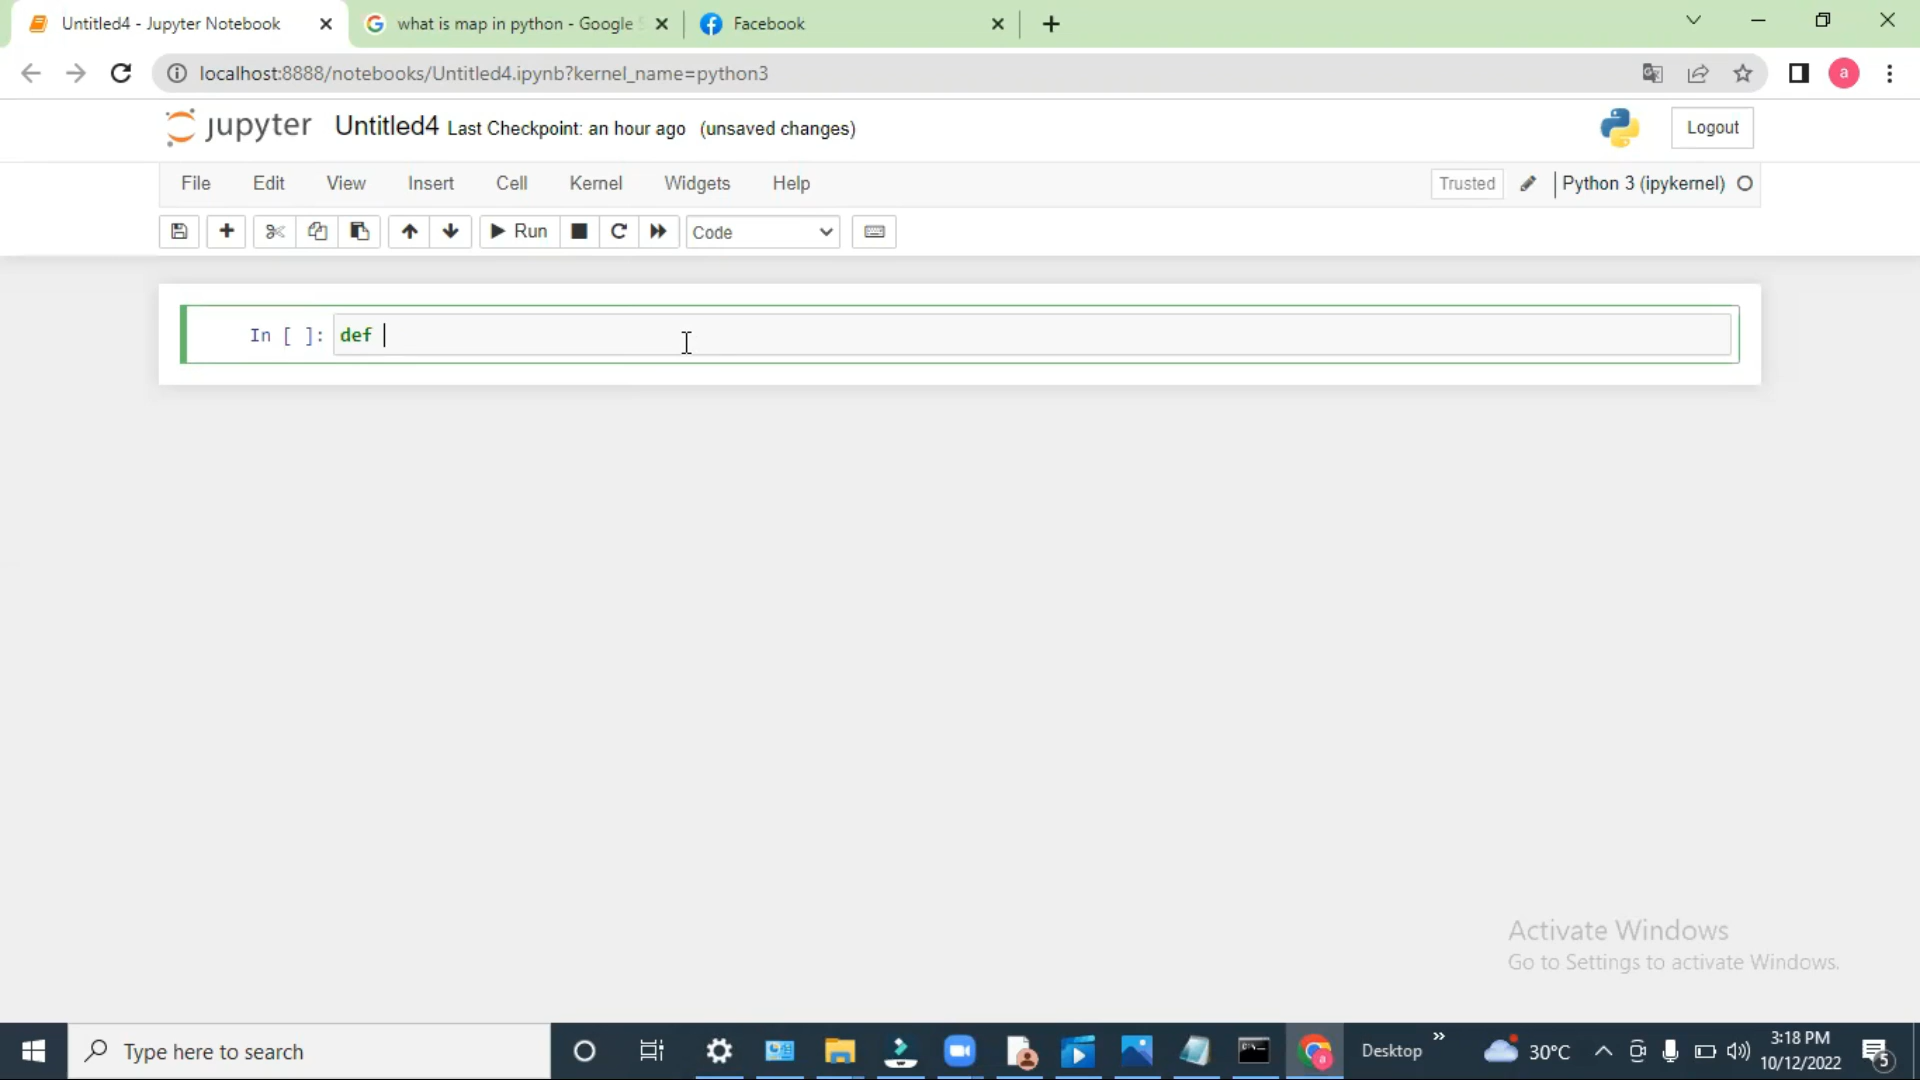 Untitled4 - Jupyter Notebook
what is map in python - Google
Facebook
localhost:8888/notebooks/Untitled4.ipynb?kernel_name=python3
a
jupyter Untitled4 Last Checkpoint: an hour ago (unsaved changes)
Logout
File Edit View Insert Cell Kernel Widgets Help
Trusted Python 3 (ipykernel)
Run Code
In [ ]: def
Activate Windows
Go to Settings to activate Windows.
Type here to search
a
Desktop
30°C
3:18 PM
10/12/2022
5